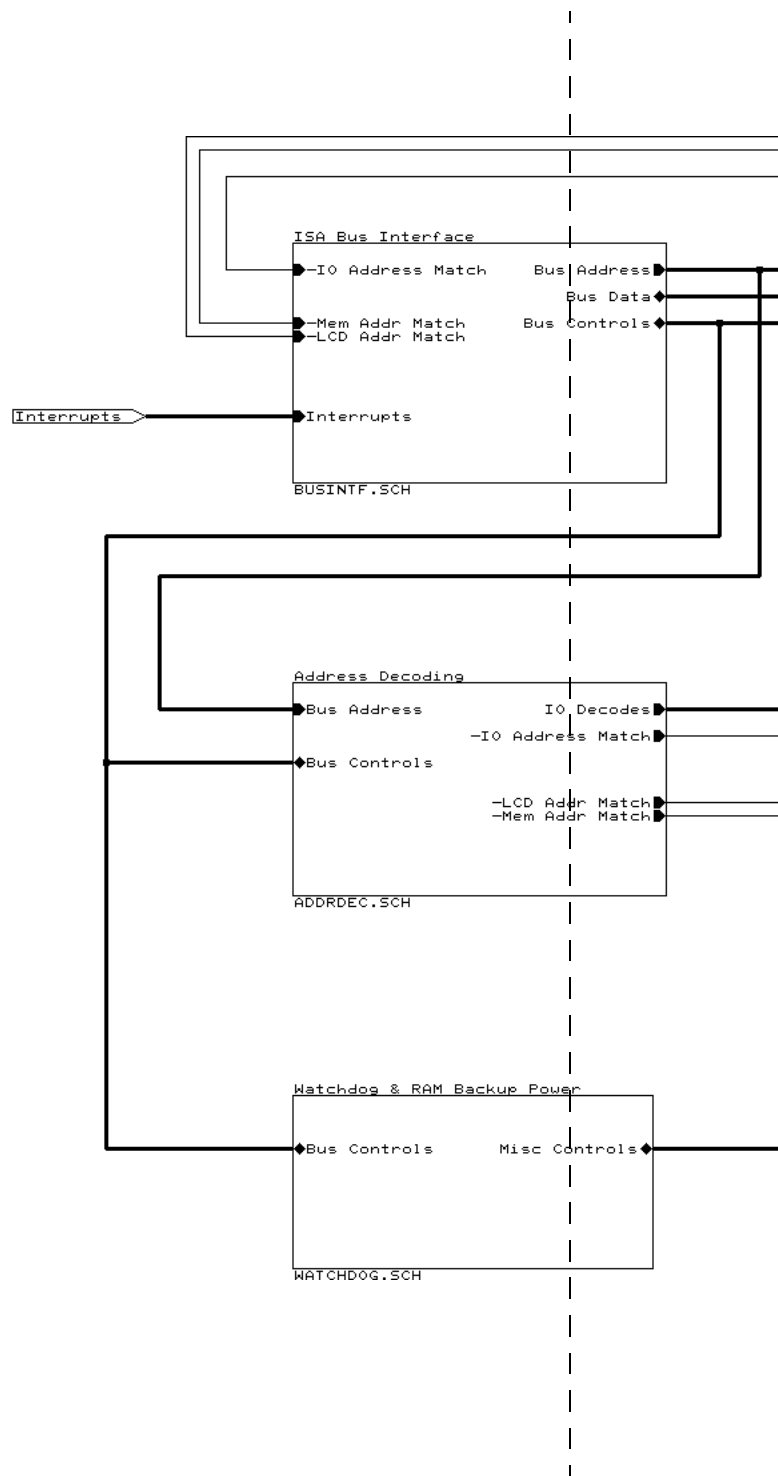 ISA Bus Interface
-IO Address Match Bus Address
Bus Data
-Mem Addr Match Bus Controls
-LCD Addr Match
Interrupts Interrupts
BUSINTF.SCH
Address Decoding
Bus Address IO Decodes
-IO Address Match
Bus Controls
-LCD Addr Match
-Mem Addr Match
ADDRDEC.SCH
Watchdog & RAM Backup Power
Bus Controls Misc Controls
WATCHDOG.SCH